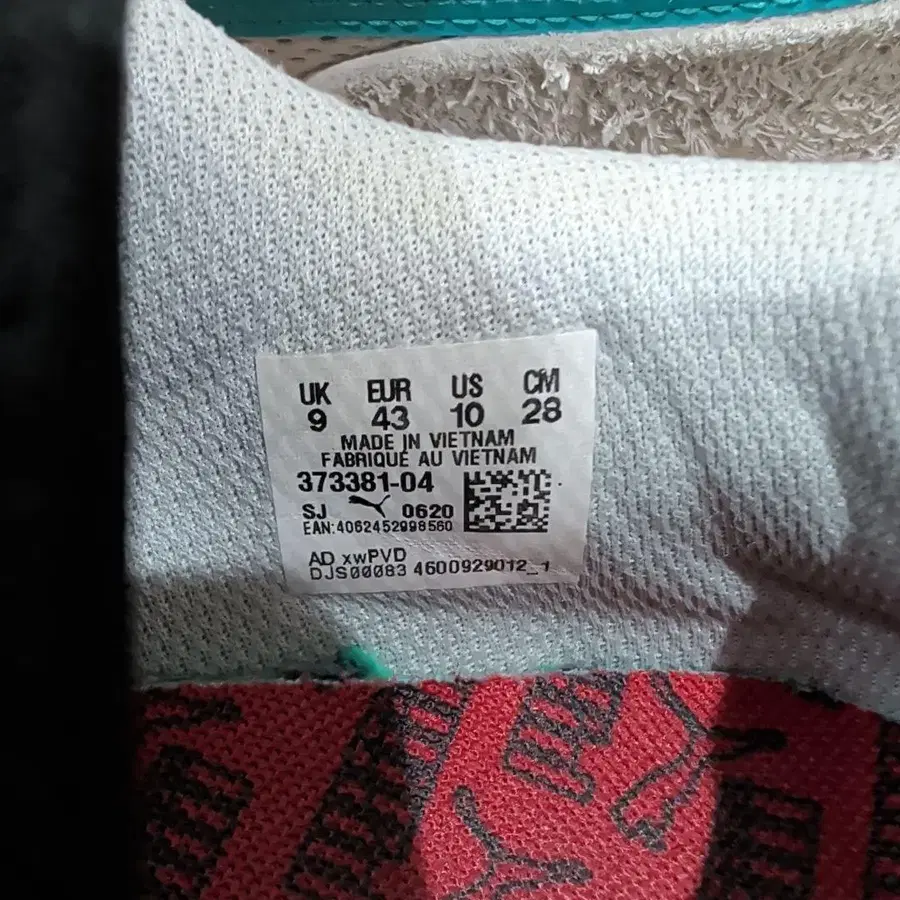 UK EUR US CM
9 43 10 28
MADE IN VIETNAM
FABRIQUÉ AU VIETNAM
373381-04
SJ 0620
EAN:4062452998560
AD xwPVD
DJS00083 4600929012_1